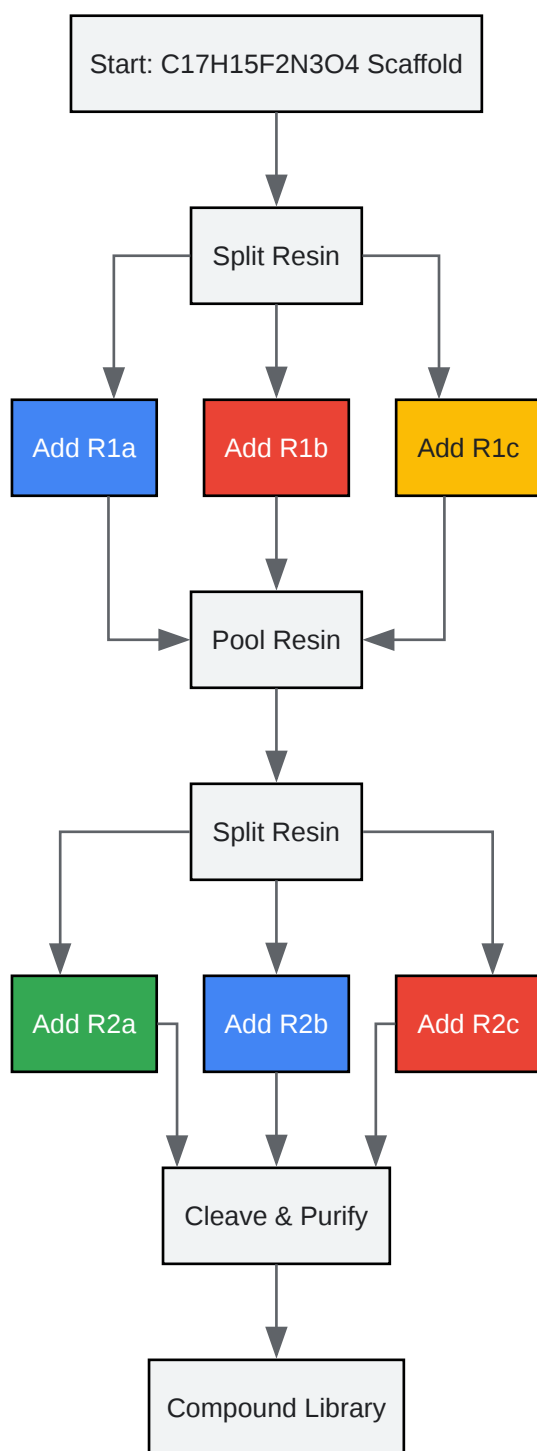 Start: C17H15F2N3O4 Scaffold
Split Resin
Add R1a
Add R1b
Add R1c
Pool Resin
Split Resin
Add R2a
Add R2b
Add R2c
Cleave & Purify
Compound Library